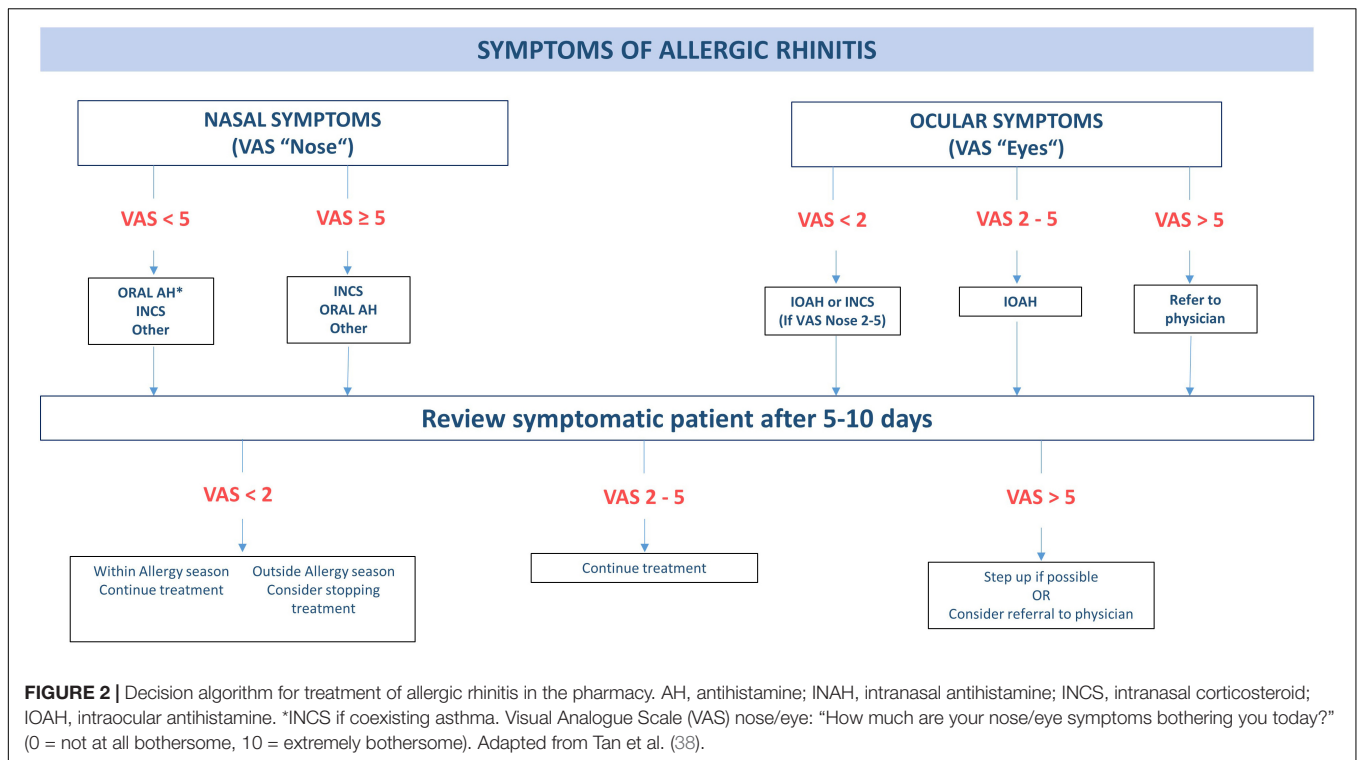 SYMPTOMS OF ALLERGIC RHINITIS
NASAL SYMPTOMS
(VAS “Nose“)
OCULAR SYMPTOMS
(VAS “Eyes“)
VAS < 5
VAS ≥ 5
VAS < 2
VAS 2 - 5
VAS > 5
ORAL AH*
INCS
Other
INCS
ORAL AH
Other
IOAH or INCS
(If VAS Nose 2-5)
IOAH
Refer to
physician
Review symptomatic patient after 5-10 days
VAS < 2
VAS 2 - 5
VAS > 5
Within Allergy season
Continue treatment
Outside Allergy season
Consider stopping
treatment
Continue treatment
Step up if possible
OR
Consider referral to physician
FIGURE 2 | Decision algorithm for treatment of allergic rhinitis in the pharmacy. AH, antihistamine; INAH, intranasal antihistamine; INCS, intranasal corticosteroid;
IOAH, intraocular antihistamine. *INCS if coexisting asthma. Visual Analogue Scale (VAS) nose/eye: “How much are your nose/eye symptoms bothering you today?”
(0 = not at all bothersome, 10 = extremely bothersome). Adapted from Tan et al. (38).